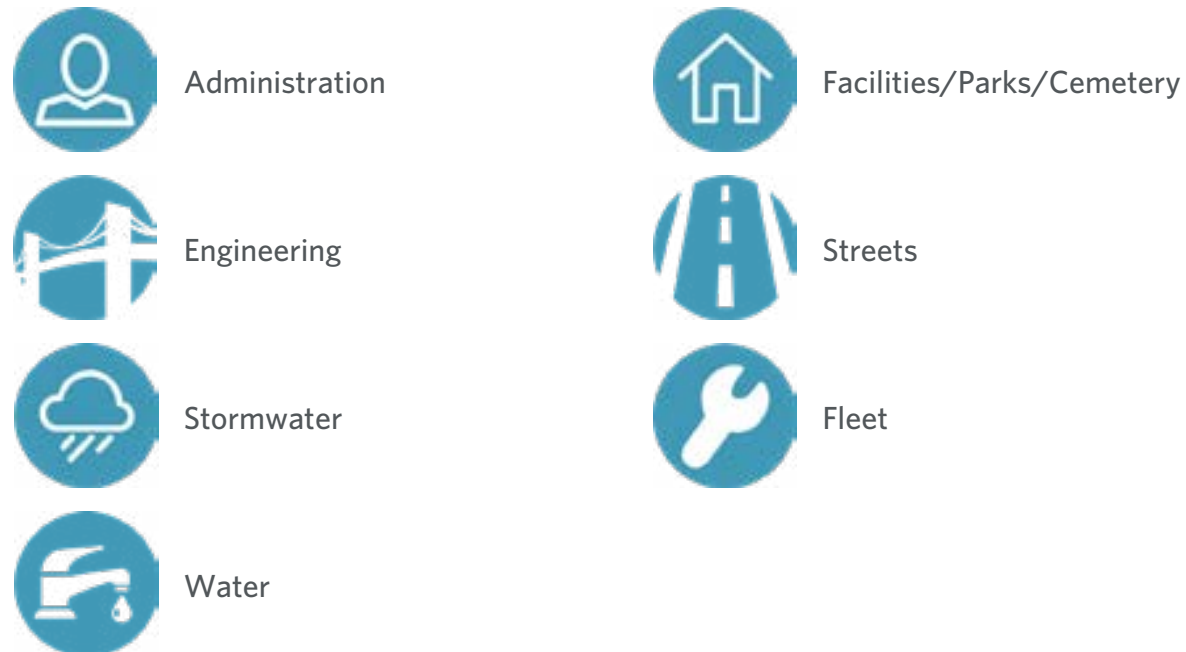 Administration
Facilities/Parks/Cemetery
Engineering
Streets
Stormwater
Fleet
Water